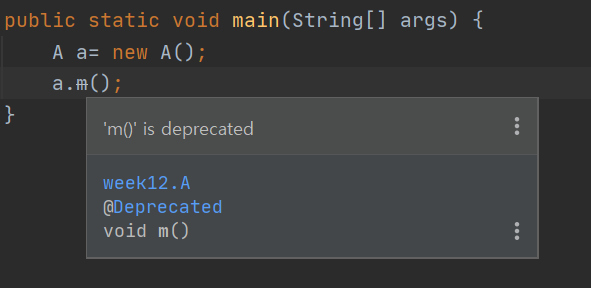 public static void main(String[] args) {
    A a= new A();
    a.m();
}
'm()' is deprecated
week12.A
@Deprecated
void m()